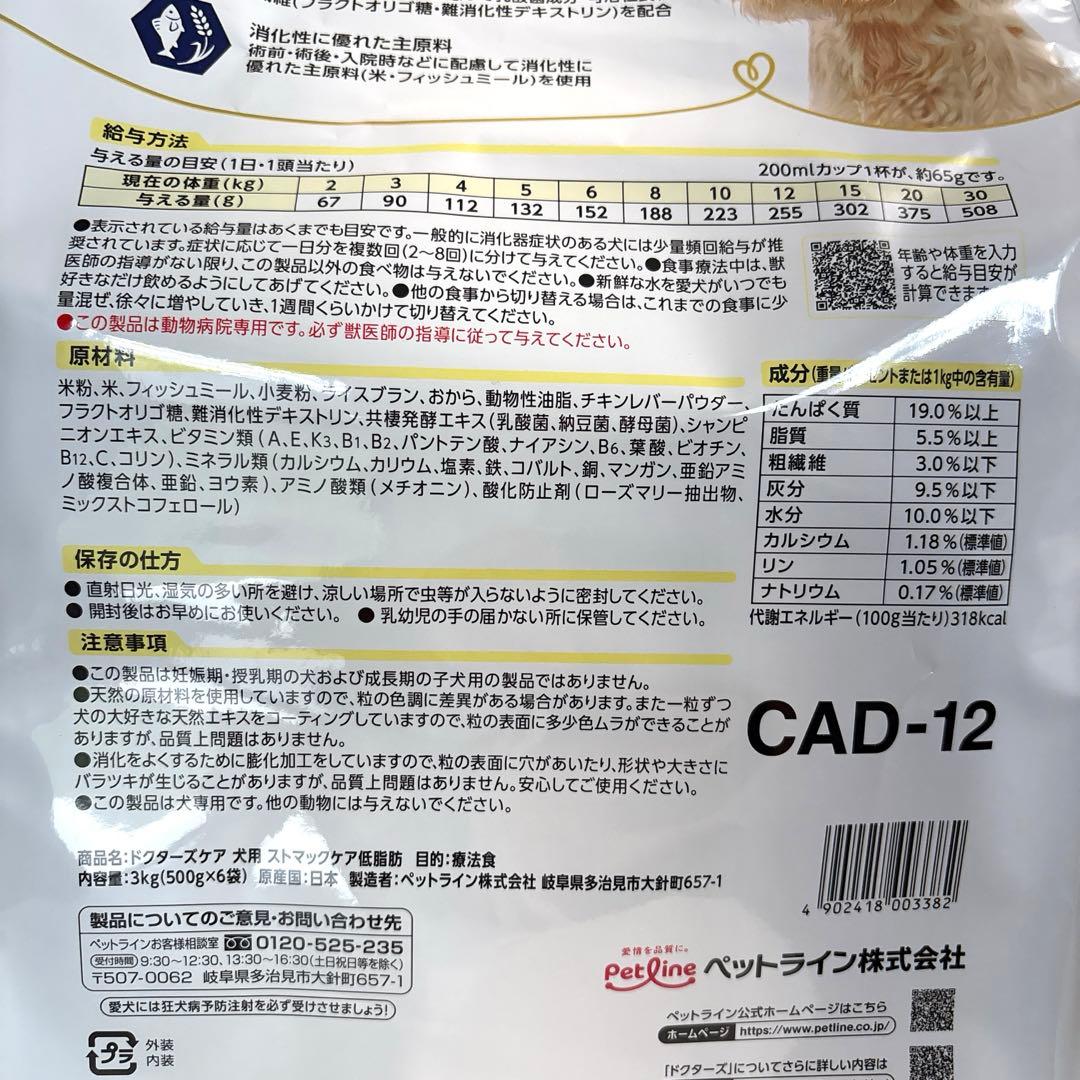 (フラクトオリゴ糖・難消化性デキストリン)を配合
消化性に優れた主原料
術前・術後・入院時などに配慮して消化性に
優れた主原料(米・フィッシュミール)を使用
給与方法
与える量の目安(1日・1頭当たり)
200mlカップ1杯が、約65gです。
現在の体重(kg) 2 3 4 5 6 8 10 12 15 20 30
与える量(g) 67 90 112 132 152 188 223 255 302 375 508
●表示されている給与量はあくまでも目安です。一般的に消化器症状のある犬には少量頻回給与が推
奨されています。症状に応じて一日分を複数回(2〜8回)に分けて与えてください。●食事療法中は、獣
医師の指導がない限り、この製品以外の食べ物は与えないでください。●新鮮な水を愛犬がいつでも
好きなだけ飲めるようにしてあげてください。●他の食事から切り替える場合は、これまでの食事に少
量混ぜ、徐々に増やしていき、1週間くらいかけて切り替えてください。
●この製品は動物病院専用です。必ず獣医師の指導に従って与えてください。
年齢や体重を入力
すると給与目安が
計算できます
原材料
米粉、米、フィッシュミール、小麦粉、ライスブラン、おから、動物性油脂、チキンレバーパウダー、
フラクトオリゴ糖、難消化性デキストリン、共棲発酵エキス(乳酸菌、納豆菌、酵母菌)、シャンピ
ニオンエキス、ビタミン類(A、E、K3、B1、B2、パントテン酸、ナイアシン、B6、葉酸、ビオチン、
B12、C、コリン)、ミネラル類(カルシウム、カリウム、塩素、鉄、コバルト、銅、マンガン、亜鉛アミ
ノ酸複合体、亜鉛、ヨウ素)、アミノ酸類(メチオニン)、酸化防止剤(ローズマリー抽出物、
ミックストコフェロール)
成分(重量 セントまたは1kg中の含有量)
たんぱく質 19.0%以上
脂質 5.5%以上
粗繊維 3.0%以下
灰分 9.5%以下
水分 10.0%以下
カルシウム 1.18%(標準値)
リン 1.05%(標準値)
ナトリウム 0.17%(標準値)
代謝エネルギー(100g当たり)318kcal
保存の仕方
● 直射日光、湿気の多い所を避け、涼しい場所で虫等が入らないように密封してください。
● 開封後はお早めにお使いください。 ● 乳幼児の手の届かない所に保管してください。
注意事項
●この製品は妊娠期・授乳期の犬および成長期の子犬用の製品ではありません。
●天然の原材料を使用していますので、粒の色調に差異がある場合があります。また一粒ずつ
犬の大好きな天然エキスをコーティングしていますので、粒の表面に多少色ムラができることが
ありますが、品質上問題はありません。
●消化をよくするために膨化加工をしていますので、粒の表面に穴があいたり、形状や大きさに
バラツキが生じることがありますが、品質上問題はありません。安心してご使用ください。
●この製品は犬専用です。他の動物には与えないでください。
CAD-12
商品名:ドクターズケア 犬用 ストマックケア低脂肪 目的:療法食
内容量:3kg(500g×6袋) 原産国:日本 製造者:ペットライン株式会社 岐阜県多治見市大針町657-1
4 902418 003382
製品についてのご意見・お問い合わせ先
ペットラインお客様相談室 0120-525-235
受付時間 9:30〜12:30、13:30〜16:30(土日祝日等を除く)
〒507-0062 岐阜県多治見市大針町657-1
愛犬には狂犬病予防注射を必ず受けさせましょう!
プラ 外装
内装
愛情を品質に。
Petline ペットライン株式会社
ペットライン公式ホームページはこちら
ホームページ https://www.petline.co.jp/
「ドクターズ」についてさらに詳しい内容は